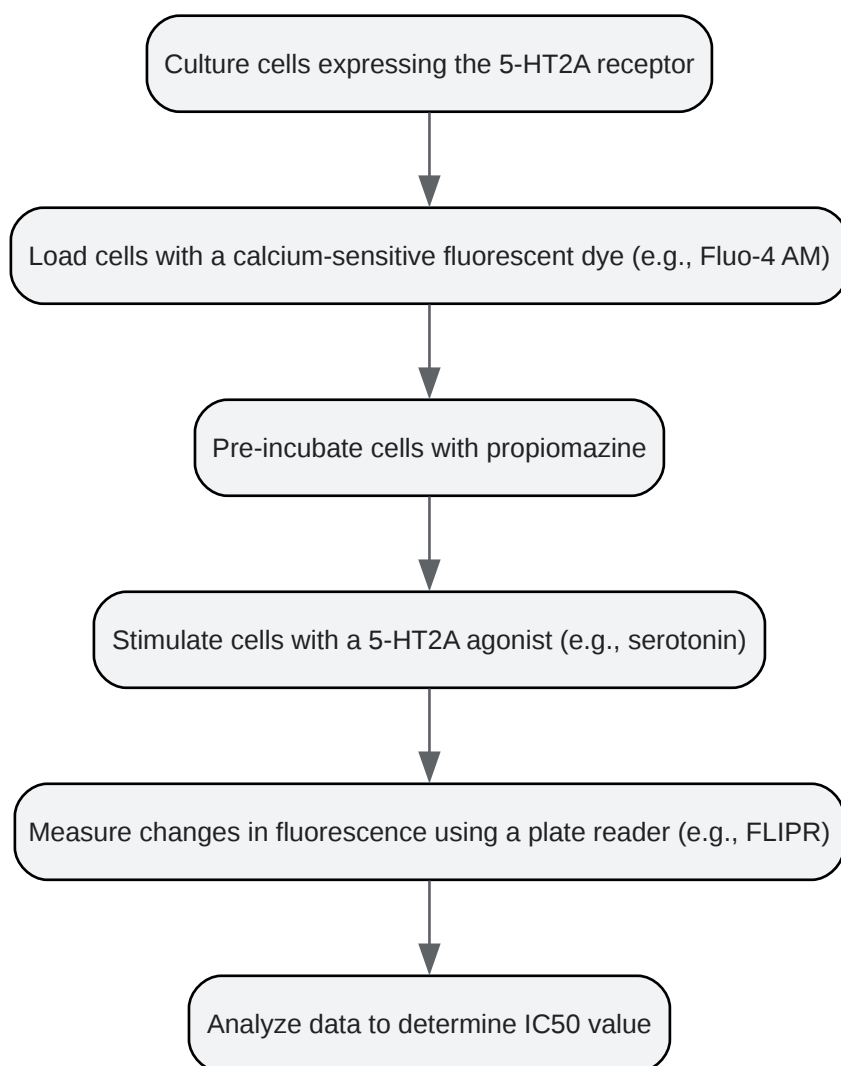 Culture cells expressing the 5-HT2A receptor
Load cells with a calcium-sensitive fluorescent dye (e.g., Fluo-4 AM)
Pre-incubate cells with propiomazine
Stimulate cells with a 5-HT2A agonist (e.g., serotonin)
Measure changes in fluorescence using a plate reader (e.g., FLIPR)
Analyze data to determine IC50 value